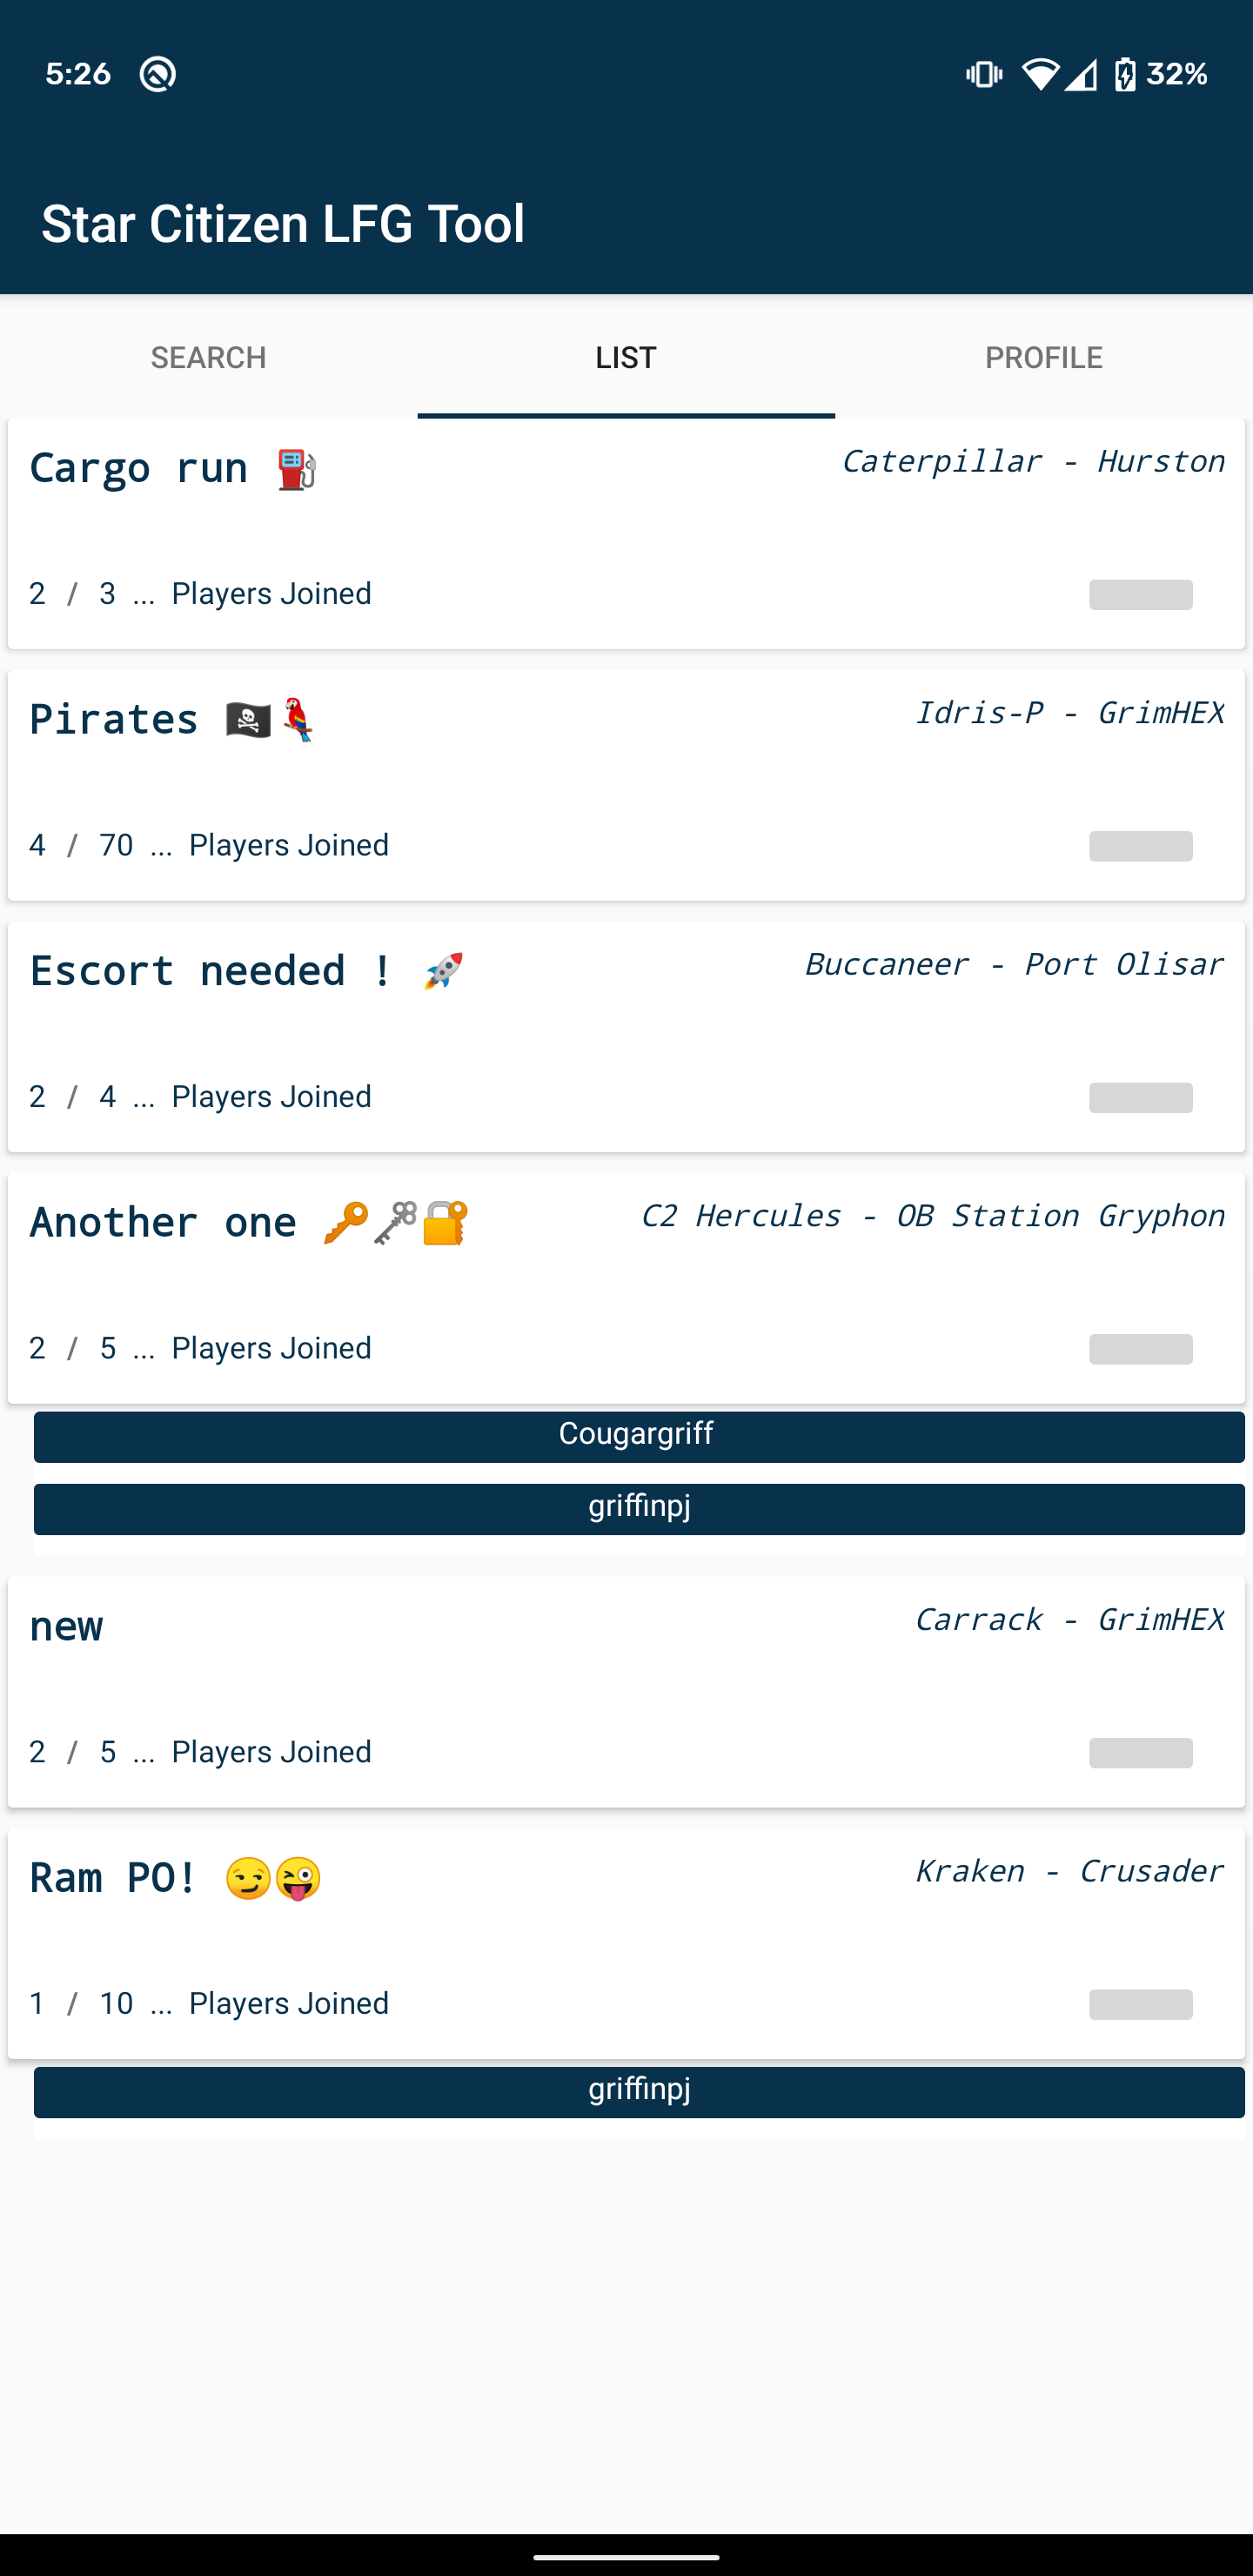 5:26 32%
Star Citizen LFG Tool
SEARCH LIST PROFILE
Cargo run ⛽ Caterpillar - Hurston
2 / 3 ... Players Joined
Pirates 🏴‍☠️🦜 Idris-P - GrimHEX
4 / 70 ... Players Joined
Escort needed ! 🚀 Buccaneer - Port Olisar
2 / 4 ... Players Joined
Another one 🔑🗝️🔐 C2 Hercules - OB Station Gryphon
2 / 5 ... Players Joined
Cougargriff
griffinpj
new Carrack - GrimHEX
2 / 5 ... Players Joined
Ram PO! 😏😜 Kraken - Crusader
1 / 10 ... Players Joined
griffinpj